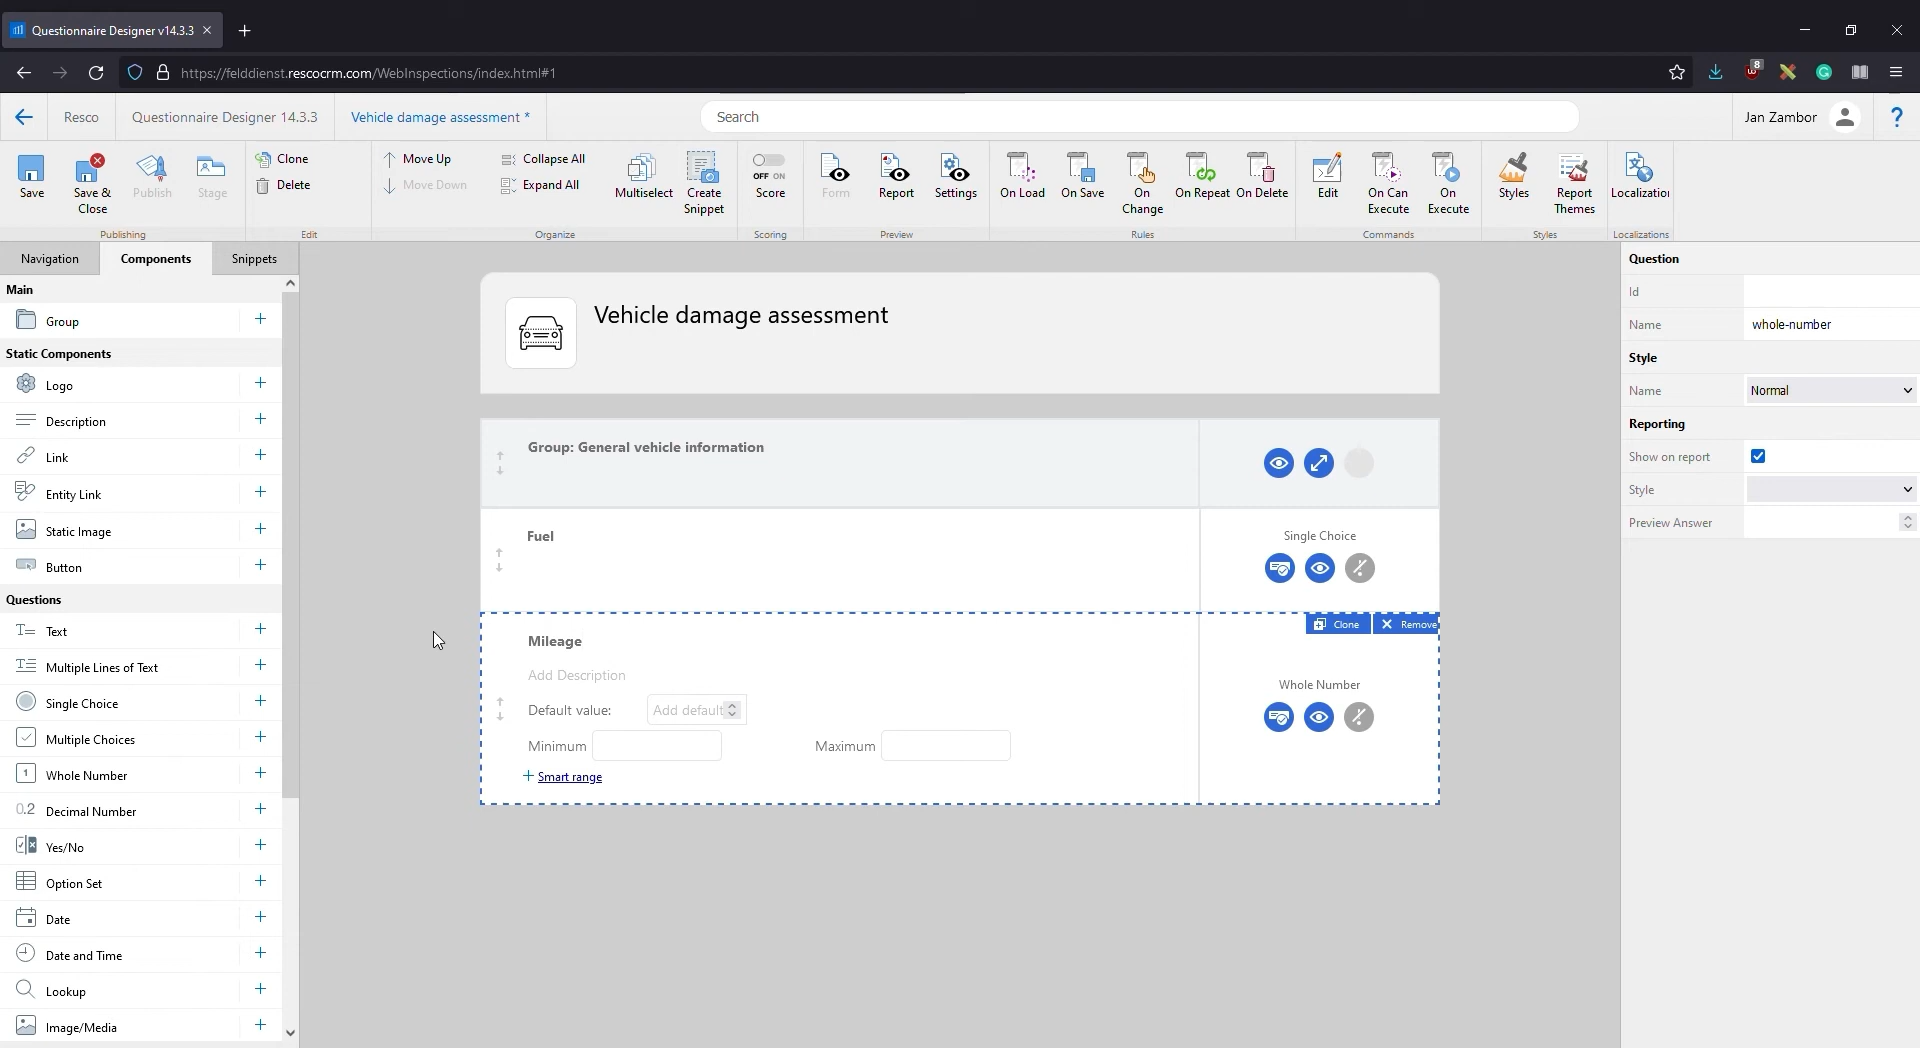 Questionnaire Designer v14.3.3
https://felddienst.rescocrm.com/WebInspections/index.html#1
8
Resco
Questionnaire Designer 14.3.3
Vehicle damage assessment *
Search
Jan Zambor
?
Save
Save & Close
Publish
Stage
Publishing
Clone
Delete
Edit
Move Up
Move Down
Collapse All
Expand All
Multiselect
Create Snippet
Organize
OFF ON
Score
Scoring
Form
Report
Settings
Preview
On Load
On Save
On Change
On Repeat
On Delete
Rules
Edit
On Can Execute
On Execute
Commands
Styles
Report Themes
Styles
Localization
Localizations
Navigation
Components
Snippets
Main
Group
Static Components
Logo
Description
Link
Entity Link
Static Image
Button
Questions
Text
Multiple Lines of Text
Single Choice
Multiple Choices
1
Whole Number
0.2
Decimal Number
Yes/No
Option Set
Date
Date and Time
Lookup
Image/Media
Vehicle damage assessment
Group: General vehicle information
Fuel
Single Choice
Clone
Remove
Mileage
Add Description
Default value:
Add default
Minimum
Maximum
Smart range
Whole Number
Question
Id
Name
whole-number
Style
Name
Normal
Reporting
Show on report
Style
Preview Answer